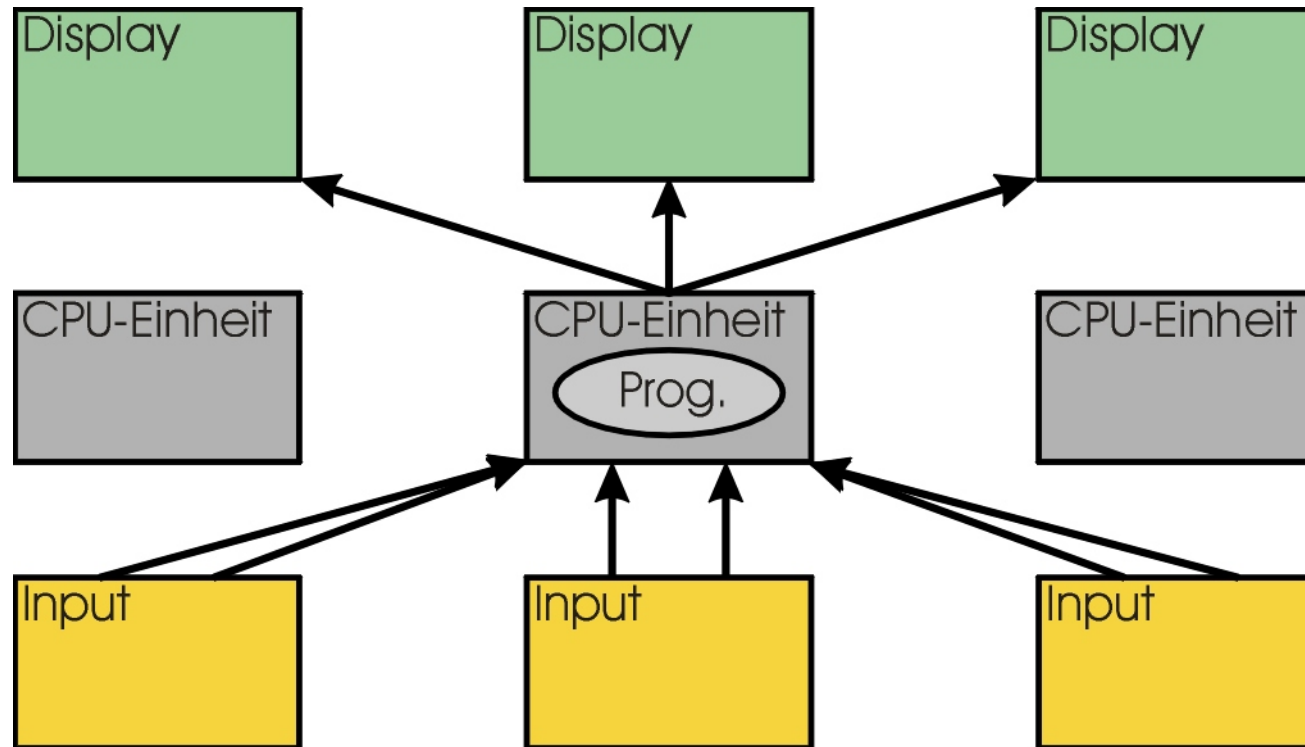 Display
Display
Display
CPU-Einheit
CPU-Einheit
Prog.
CPU-Einheit
Input
Input
Input